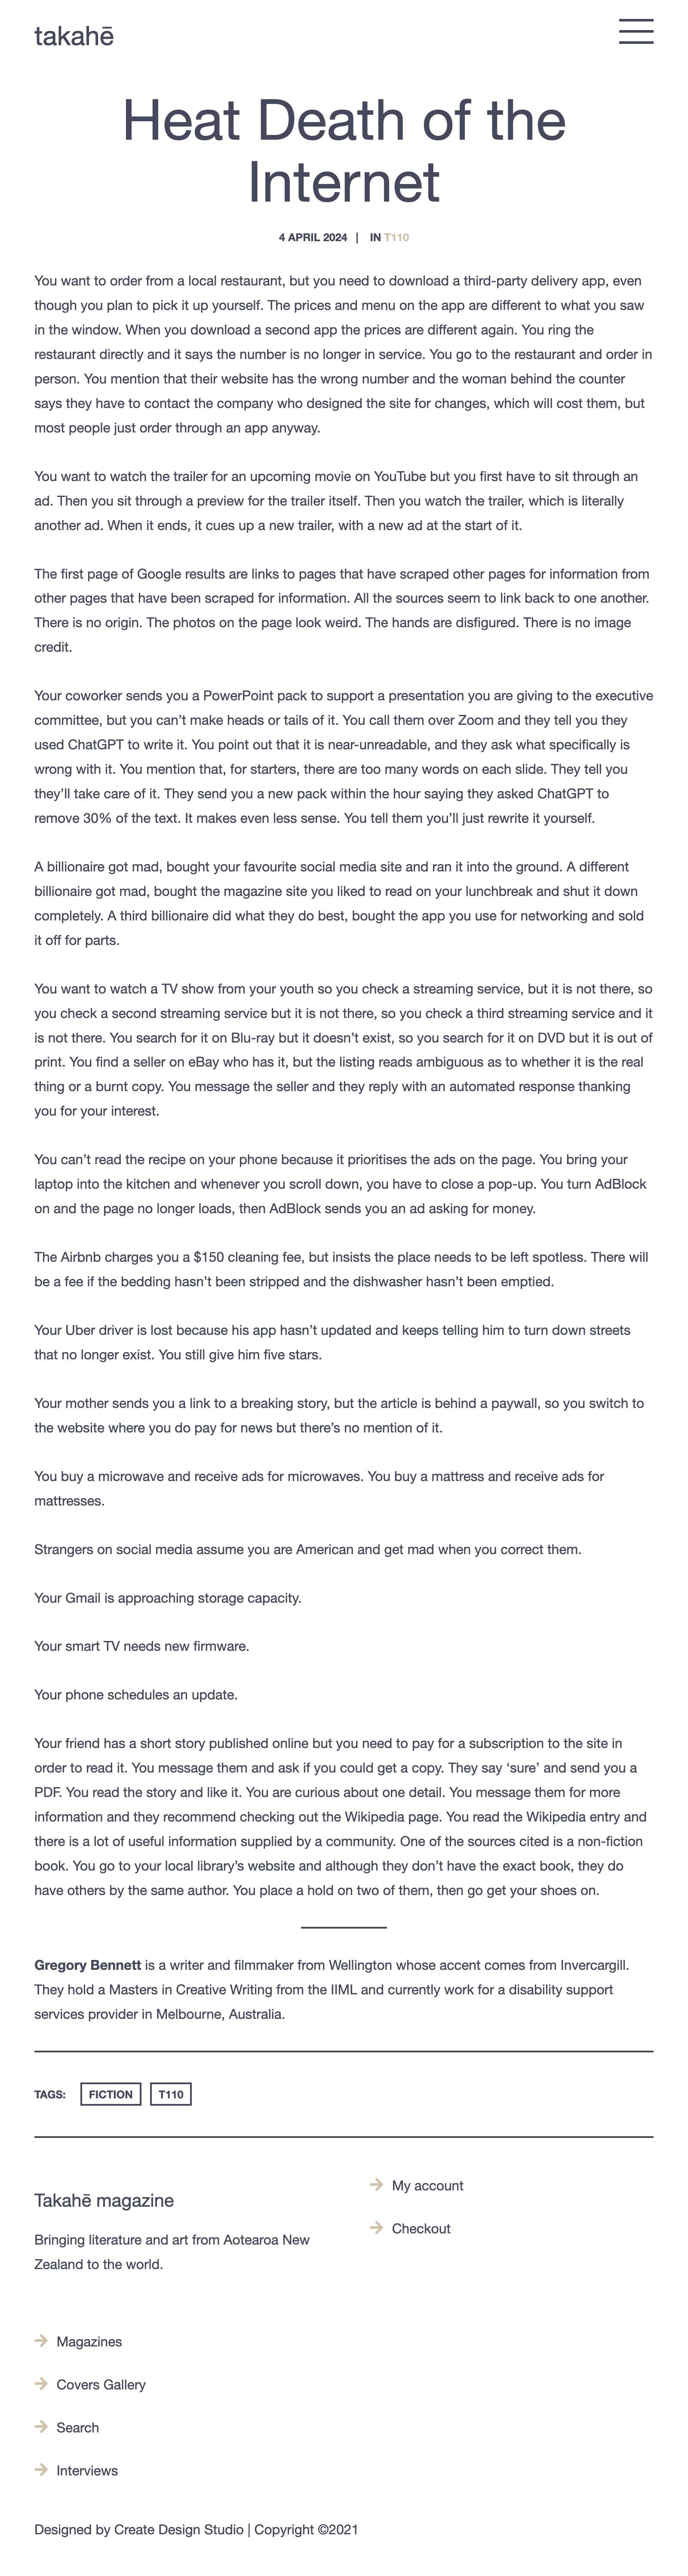 takahē
Heat Death of the
Internet
4 APRIL 2024 | IN T110
You want to order from a local restaurant, but you need to download a third-party delivery app, even
though you plan to pick it up yourself. The prices and menu on the app are different to what you saw
in the window. When you download a second app the prices are different again. You ring the
restaurant directly and it says the number is no longer in service. You go to the restaurant and order in
person. You mention that their website has the wrong number and the woman behind the counter
says they have to contact the company who designed the site for changes, which will cost them, but
most people just order through an app anyway.
You want to watch the trailer for an upcoming movie on YouTube but you first have to sit through an
ad. Then you sit through a preview for the trailer itself. Then you watch the trailer, which is literally
another ad. When it ends, it cues up a new trailer, with a new ad at the start of it.
The first page of Google results are links to pages that have scraped other pages for information from
other pages that have been scraped for information. All the sources seem to link back to one another.
There is no origin. The photos on the page look weird. The hands are disfigured. There is no image
credit.
Your coworker sends you a PowerPoint pack to support a presentation you are giving to the executive
committee, but you can’t make heads or tails of it. You call them over Zoom and they tell you they
used ChatGPT to write it. You point out that it is near-unreadable, and they ask what specifically is
wrong with it. You mention that, for starters, there are too many words on each slide. They tell you
they’ll take care of it. They send you a new pack within the hour saying they asked ChatGPT to
remove 30% of the text. It makes even less sense. You tell them you’ll just rewrite it yourself.
A billionaire got mad, bought your favourite social media site and ran it into the ground. A different
billionaire got mad, bought the magazine site you liked to read on your lunchbreak and shut it down
completely. A third billionaire did what they do best, bought the app you use for networking and sold
it off for parts.
You want to watch a TV show from your youth so you check a streaming service, but it is not there, so
you check a second streaming service but it is not there, so you check a third streaming service and it
is not there. You search for it on Blu-ray but it doesn’t exist, so you search for it on DVD but it is out of
print. You find a seller on eBay who has it, but the listing reads ambiguous as to whether it is the real
thing or a burnt copy. You message the seller and they reply with an automated response thanking
you for your interest.
You can’t read the recipe on your phone because it prioritises the ads on the page. You bring your
laptop into the kitchen and whenever you scroll down, you have to close a pop-up. You turn AdBlock
on and the page no longer loads, then AdBlock sends you an ad asking for money.
The Airbnb charges you a $150 cleaning fee, but insists the place needs to be left spotless. There will
be a fee if the bedding hasn’t been stripped and the dishwasher hasn’t been emptied.
Your Uber driver is lost because his app hasn’t updated and keeps telling him to turn down streets
that no longer exist. You still give him five stars.
Your mother sends you a link to a breaking story, but the article is behind a paywall, so you switch to
the website where you do pay for news but there’s no mention of it.
You buy a microwave and receive ads for microwaves. You buy a mattress and receive ads for
mattresses.
Strangers on social media assume you are American and get mad when you correct them.
Your Gmail is approaching storage capacity.
Your smart TV needs new firmware.
Your phone schedules an update.
Your friend has a short story published online but you need to pay for a subscription to the site in
order to read it. You message them and ask if you could get a copy. They say ‘sure’ and send you a
PDF. You read the story and like it. You are curious about one detail. You message them for more
information and they recommend checking out the Wikipedia page. You read the Wikipedia entry and
there is a lot of useful information supplied by a community. One of the sources cited is a non-fiction
book. You go to your local library’s website and although they don’t have the exact book, they do
have others by the same author. You place a hold on two of them, then go get your shoes on.
Gregory Bennett is a writer and filmmaker from Wellington whose accent comes from Invercargill.
They hold a Masters in Creative Writing from the IIML and currently work for a disability support
services provider in Melbourne, Australia.
TAGS: FICTION T110
Takahē magazine
Bringing literature and art from Aotearoa New
Zealand to the world.
My account
Checkout
Magazines
Covers Gallery
Search
Interviews
Designed by Create Design Studio | Copyright ©2021